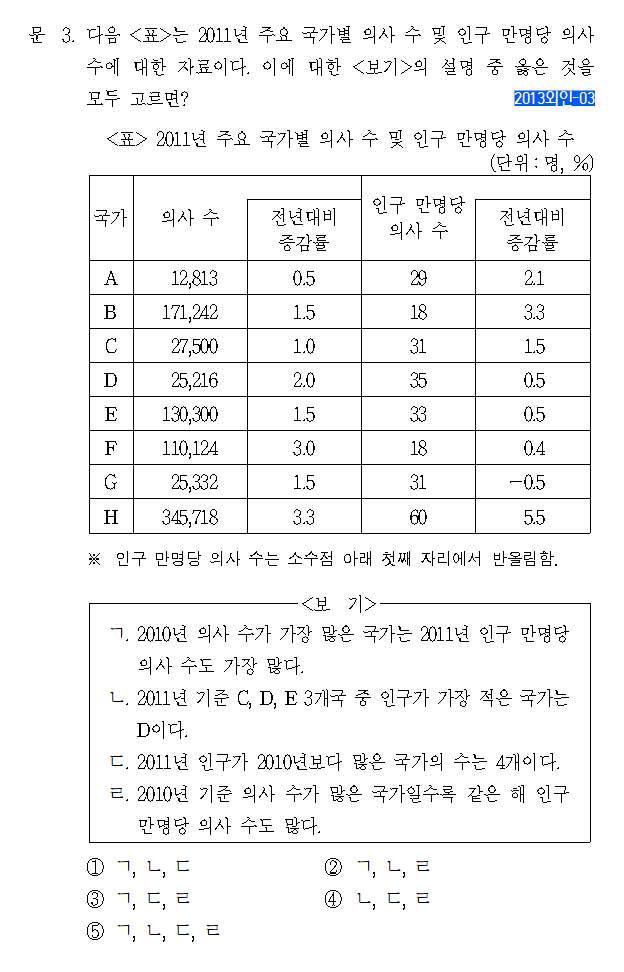 문 3. 다음 <표>는 2011년 주요 국가별 의사 수 및 인구 만명당 의사
수에 대한 자료이다. 이에 대한 <보기>의 설명 중 옳은 것을
모두 고르면?
2013외인-03
<표> 2011년 주요 국가별 의사 수 및 인구 만명당 의사 수
(단위 : 명, %)
국가 의사 수 전년대비 증감률 인구 만명당 의사 수 전년대비 증감률
A 12,813 0.5 29 2.1
B 171,242 1.5 18 3.3
C 27,500 1.0 31 1.5
D 25,216 2.0 35 0.5
E 130,300 1.5 33 0.5
F 110,124 3.0 18 0.4
G 25,332 1.5 31 −0.5
H 345,718 3.3 60 5.5
※ 인구 만명당 의사 수는 소수점 아래 첫째 자리에서 반올림함.
<보 기>
ㄱ. 2010년 의사 수가 가장 많은 국가는 2011년 인구 만명당
의사 수도 가장 많다.
ㄴ. 2011년 기준 C, D, E 3개국 중 인구가 가장 적은 국가는
D이다.
ㄷ. 2011년 인구가 2010년보다 많은 국가의 수는 4개이다.
ㄹ. 2010년 기준 의사 수가 많은 국가일수록 같은 해 인구
만명당 의사 수도 많다.
① ㄱ, ㄴ, ㄷ ② ㄱ, ㄴ, ㄹ
③ ㄱ, ㄷ, ㄹ ④ ㄴ, ㄷ, ㄹ
⑤ ㄱ, ㄴ, ㄷ, ㄹ